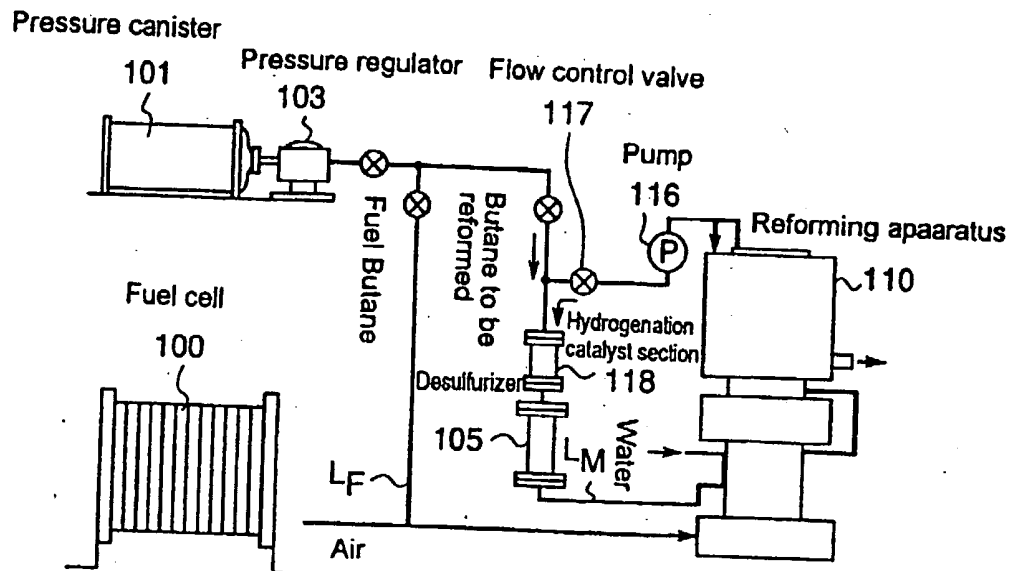 Pressure canister
101
Pressure regulator
103
Flow control valve
117
Pump
116
P
Reforming apaaratus
110
Fuel Butane
Butane to be
reformed
Fuel cell
100
Hydrogenation
catalyst section
118
Desulfurizer
105
LF
LM
Water
Air